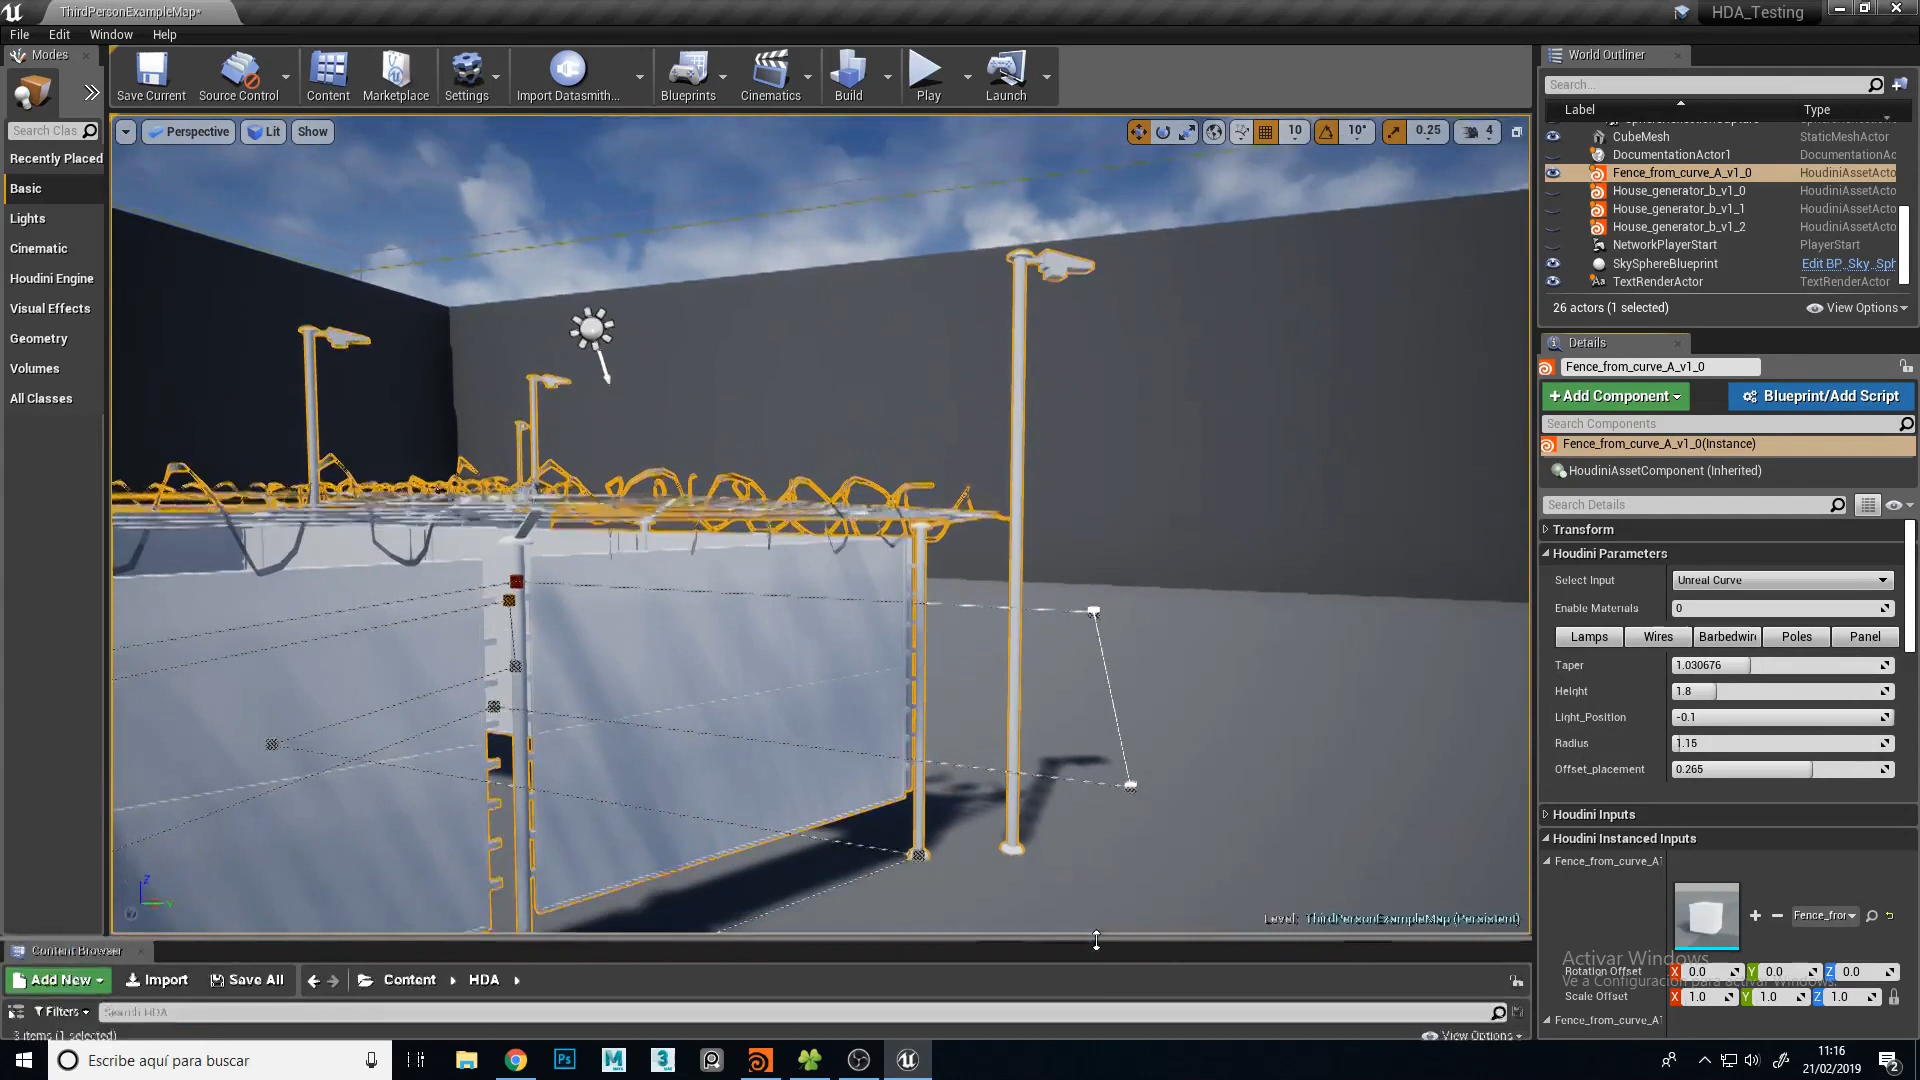 ThirdPersonExampleMap*
HDA_Testing
File Edit Window Help
Modes
Search Clas
Recently Placed
Basic
Lights
Cinematic
Houdini Engine
Visual Effects
Geometry
Volumes
All Classes
Save Current
Source Control
Content
Marketplace
Settings
Import Datasmith...
Blueprints
Cinematics
Build
Play
Launch
Perspective
Lit
Show
10
10°
0.25
4
Level: ThirdPersonExampleMap (Persistent)
World Outliner
Search...
Label Type
CubeMesh StaticMeshActor
DocumentationActor1 DocumentationAc
Fence_from_curve_A_v1_0 HoudiniAssetActo
House_generator_b_v1_0 HoudiniAssetActo
House_generator_b_v1_1 HoudiniAssetActo
House_generator_b_v1_2 HoudiniAssetActo
NetworkPlayerStart PlayerStart
SkySphereBlueprint Edit BP_Sky_Sph
TextRenderActor TextRenderActor
26 actors (1 selected) View Options
Details
Fence_from_curve_A_v1_0
+Add Component Blueprint/Add Script
Search Components
Fence_from_curve_A_v1_0(Instance)
HoudiniAssetComponent (Inherited)
Search Details
Transform
Houdini Parameters
Select Input Unreal Curve
Enable Materials 0
Lamps Wires Barbedwire Poles Panel
Taper 1.030676
Height 1.8
Light_Position -0.1
Radius 1.15
Offset_placement 0.265
Houdini Inputs
Houdini Instanced Inputs
Fence_from_curve_A1
Fence_fror
Activar Windows
Ve a Configuración para activar Windows.
Rotation Offset X 0.0 Y 0.0 Z 0.0
Scale Offset X 1.0 Y 1.0 Z 1.0
Fence_from_curve_A1
Content Browser
Add New Import Save All Content HDA
Filters Search HDA
3 items (1 selected) View Options
Escribe aquí para buscar
11:16
21/02/2019
2